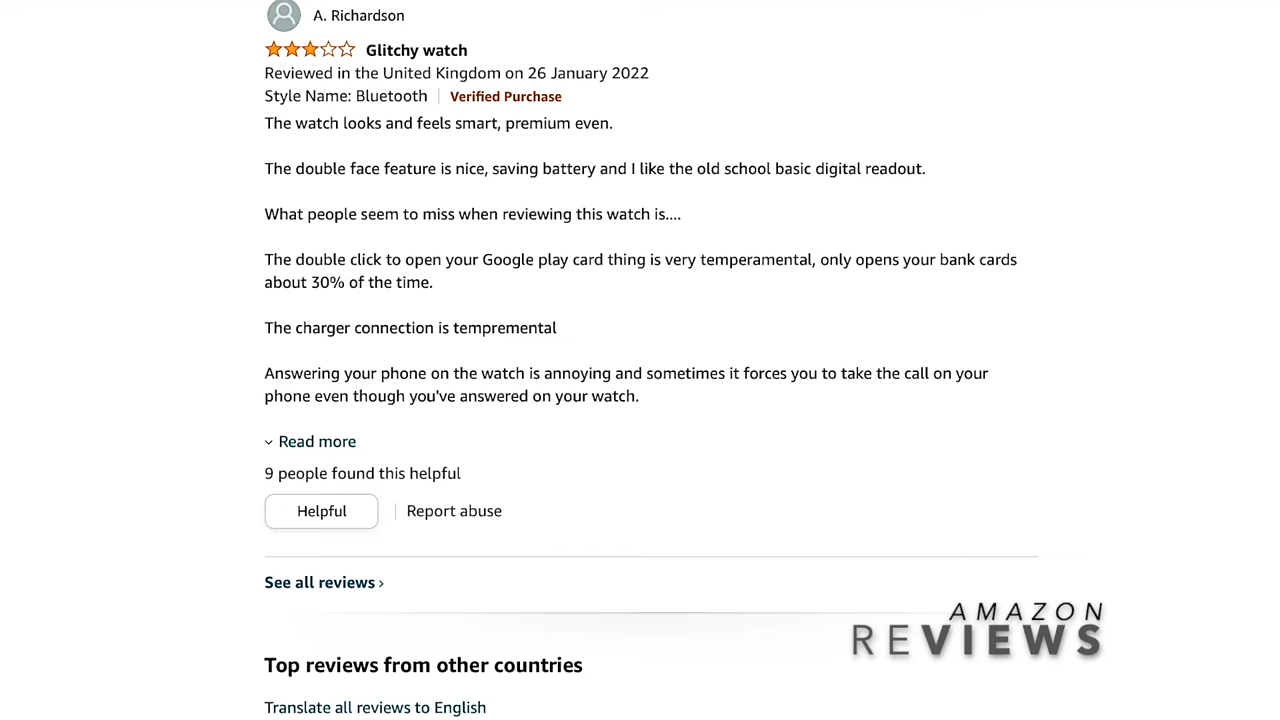 A. Richardson
Glitchy watch
Reviewed in the United Kingdom on 26 January 2022
Style Name: Bluetooth | Verified Purchase
The watch looks and feels smart, premium even.
The double face feature is nice, saving battery and I like the old school basic digital readout.
What people seem to miss when reviewing this watch is....
The double click to open your Google play card thing is very temperamental, only opens your bank cards
about 30% of the time.
The charger connection is tempremental
Answering your phone on the watch is annoying and sometimes it forces you to take the call on your
phone even though you've answered on your watch.
Read more
9 people found this helpful
Helpful | Report abuse
See all reviews ›
AMAZON
REVIEWS
Top reviews from other countries
Translate all reviews to English